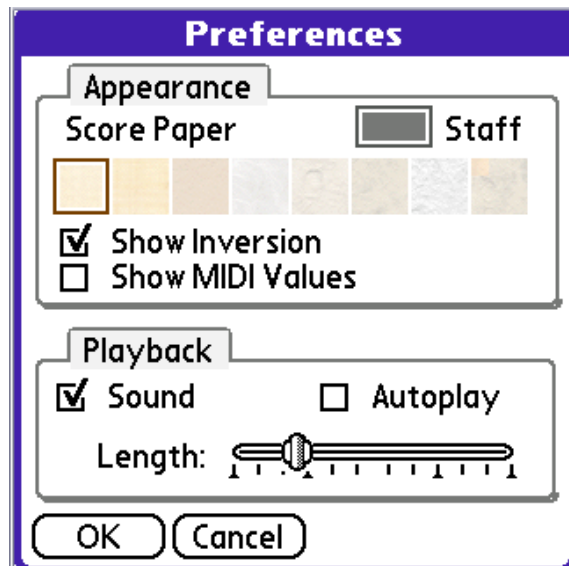 Preferences
Appearance
Score Paper Staff
Show Inversion
Show MIDI Values
Playback
Sound Autoplay
Length:
OK Cancel